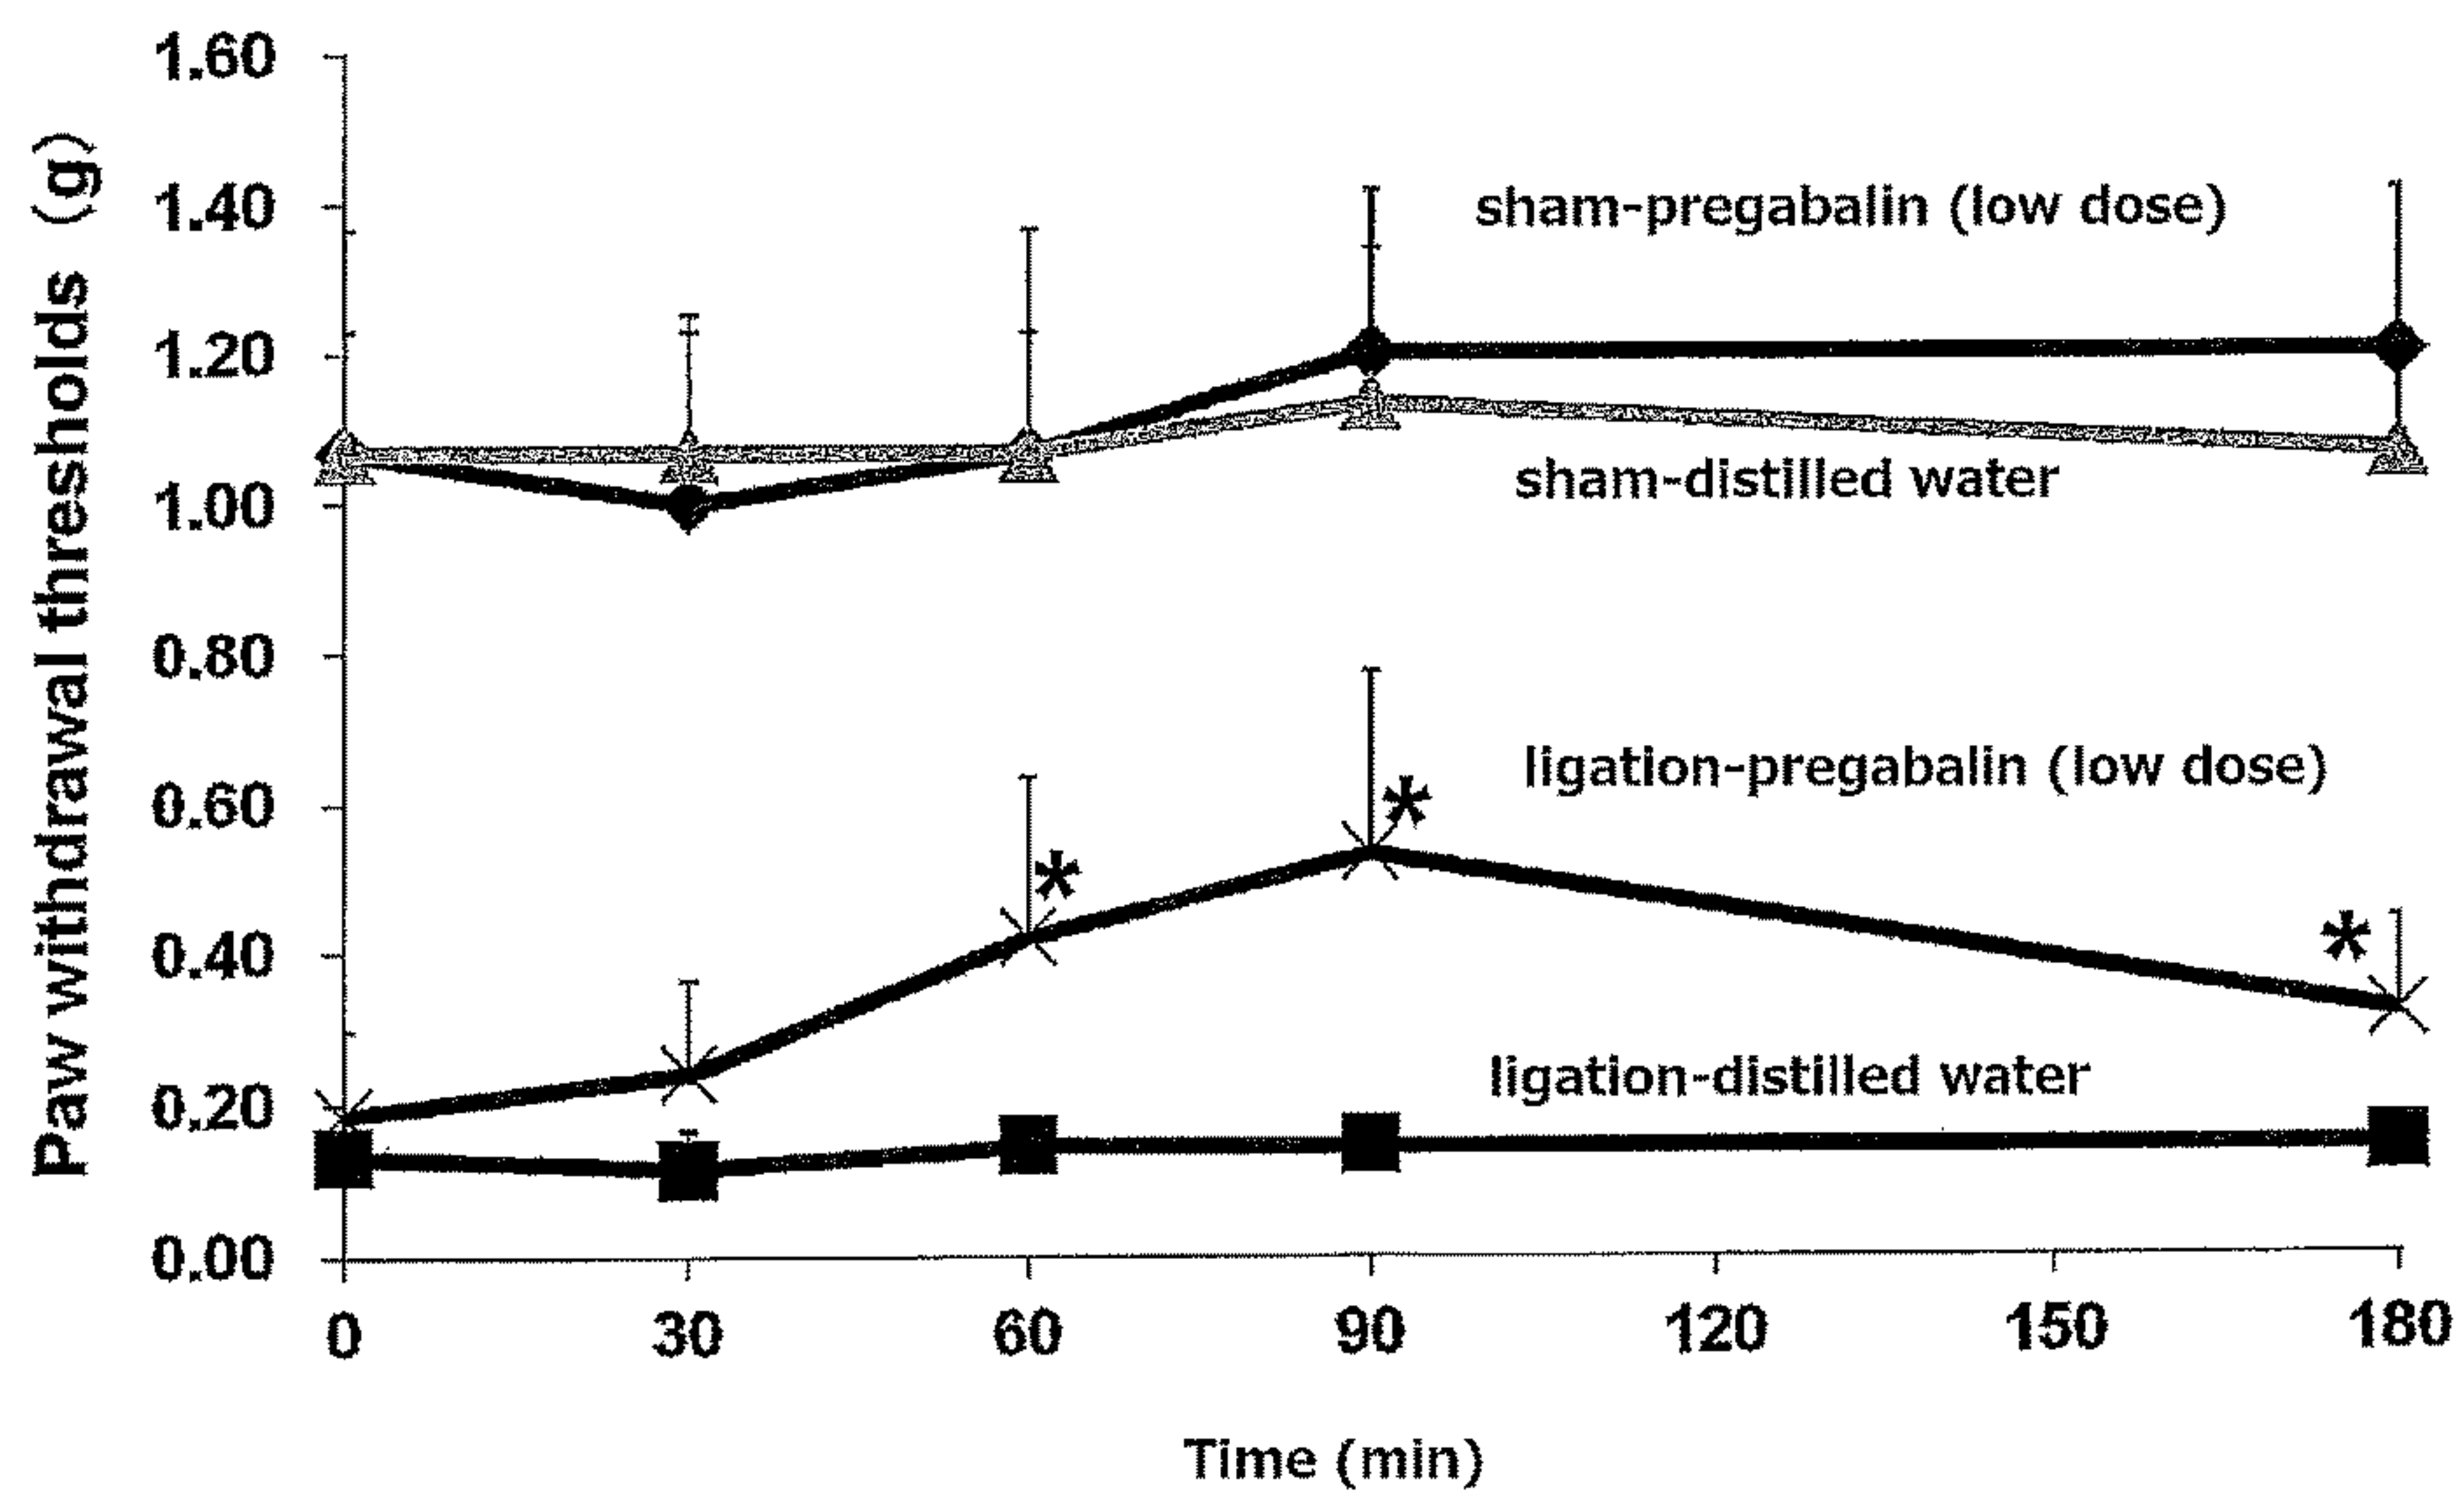 Paw withdrawal thresholds (g)
1.60
1.40
1.20
1.00
0.80
0.60
0.40
0.20
0.00
sham-pregabalin (low dose)
sham-distilled water
ligation-pregabalin (low dose)
*
*
*
ligation-distilled water
0 30 60 90 120 150 180
Time (min)